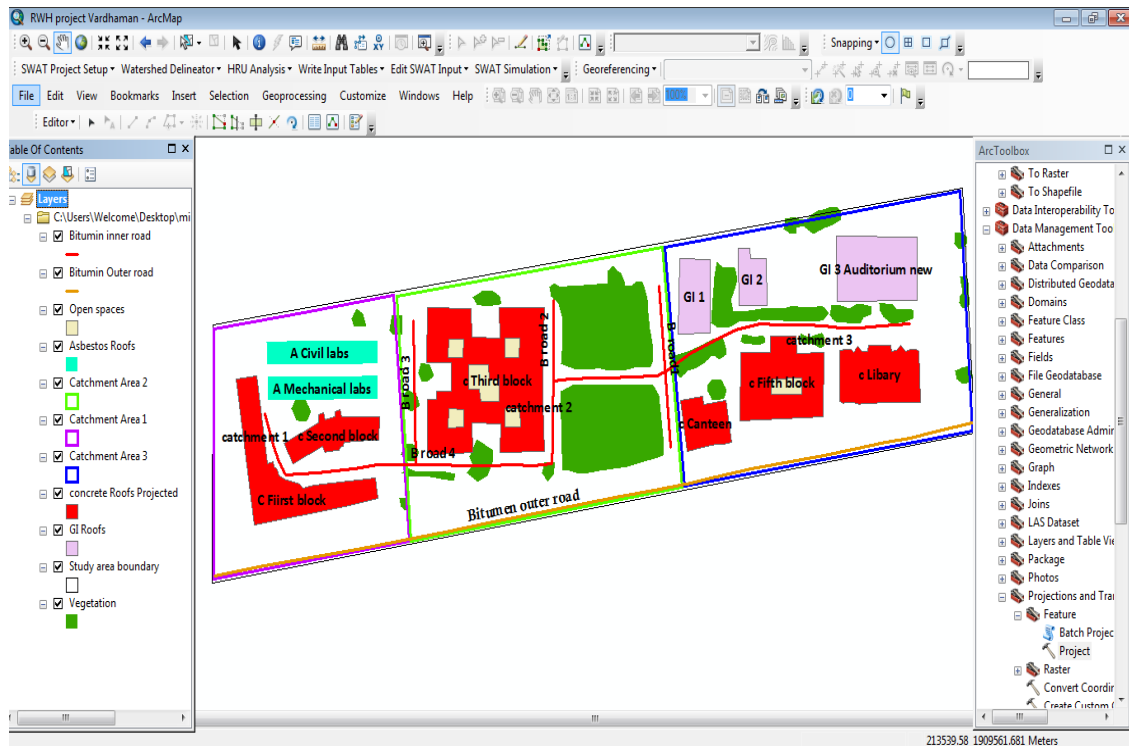 RWH project Vardhaman - ArcMap
Snapping
SWAT Project Setup Watershed Delineator HRU Analysis Write Input Tables Edit SWAT Input SWAT Simulation Georeferencing
File Edit View Bookmarks Insert Selection Geoprocessing Customize Windows Help 100% 0
Editor
able Of Contents
Layers
C:\Users\Welcome\Desktop\mi
Bitumin inner road
Bitumin Outer road
Open spaces
Asbestos Roofs
Catchment Area 2
Catchment Area 1
Catchment Area 3
concrete Roofs Projected
GI Roofs
Study area boundary
Vegetation
A Civil labs
A Mechanical labs
catchment 1
c Second block
C Fiirst block
B road 3
c Third block
catchment 2
B road 2
B road 4
Bitumen outer road
B road1
GI 1
GI 2
GI 3 Auditorium new
catchment 3
c Fifth block
c Libary
c Canteen
ArcToolbox
To Raster
To Shapefile
Data Interoperability To
Data Management Too
Attachments
Data Comparison
Distributed Geodata
Domains
Feature Class
Features
Fields
File Geodatabase
General
Generalization
Geodatabase Admir
Geometric Network
Graph
Indexes
Joins
LAS Dataset
Layers and Table Vie
Package
Photos
Projections and Trai
Feature
Batch Projec
Project
Raster
Convert Coordir
Create Custom
213539.58 1909561.681 Meters